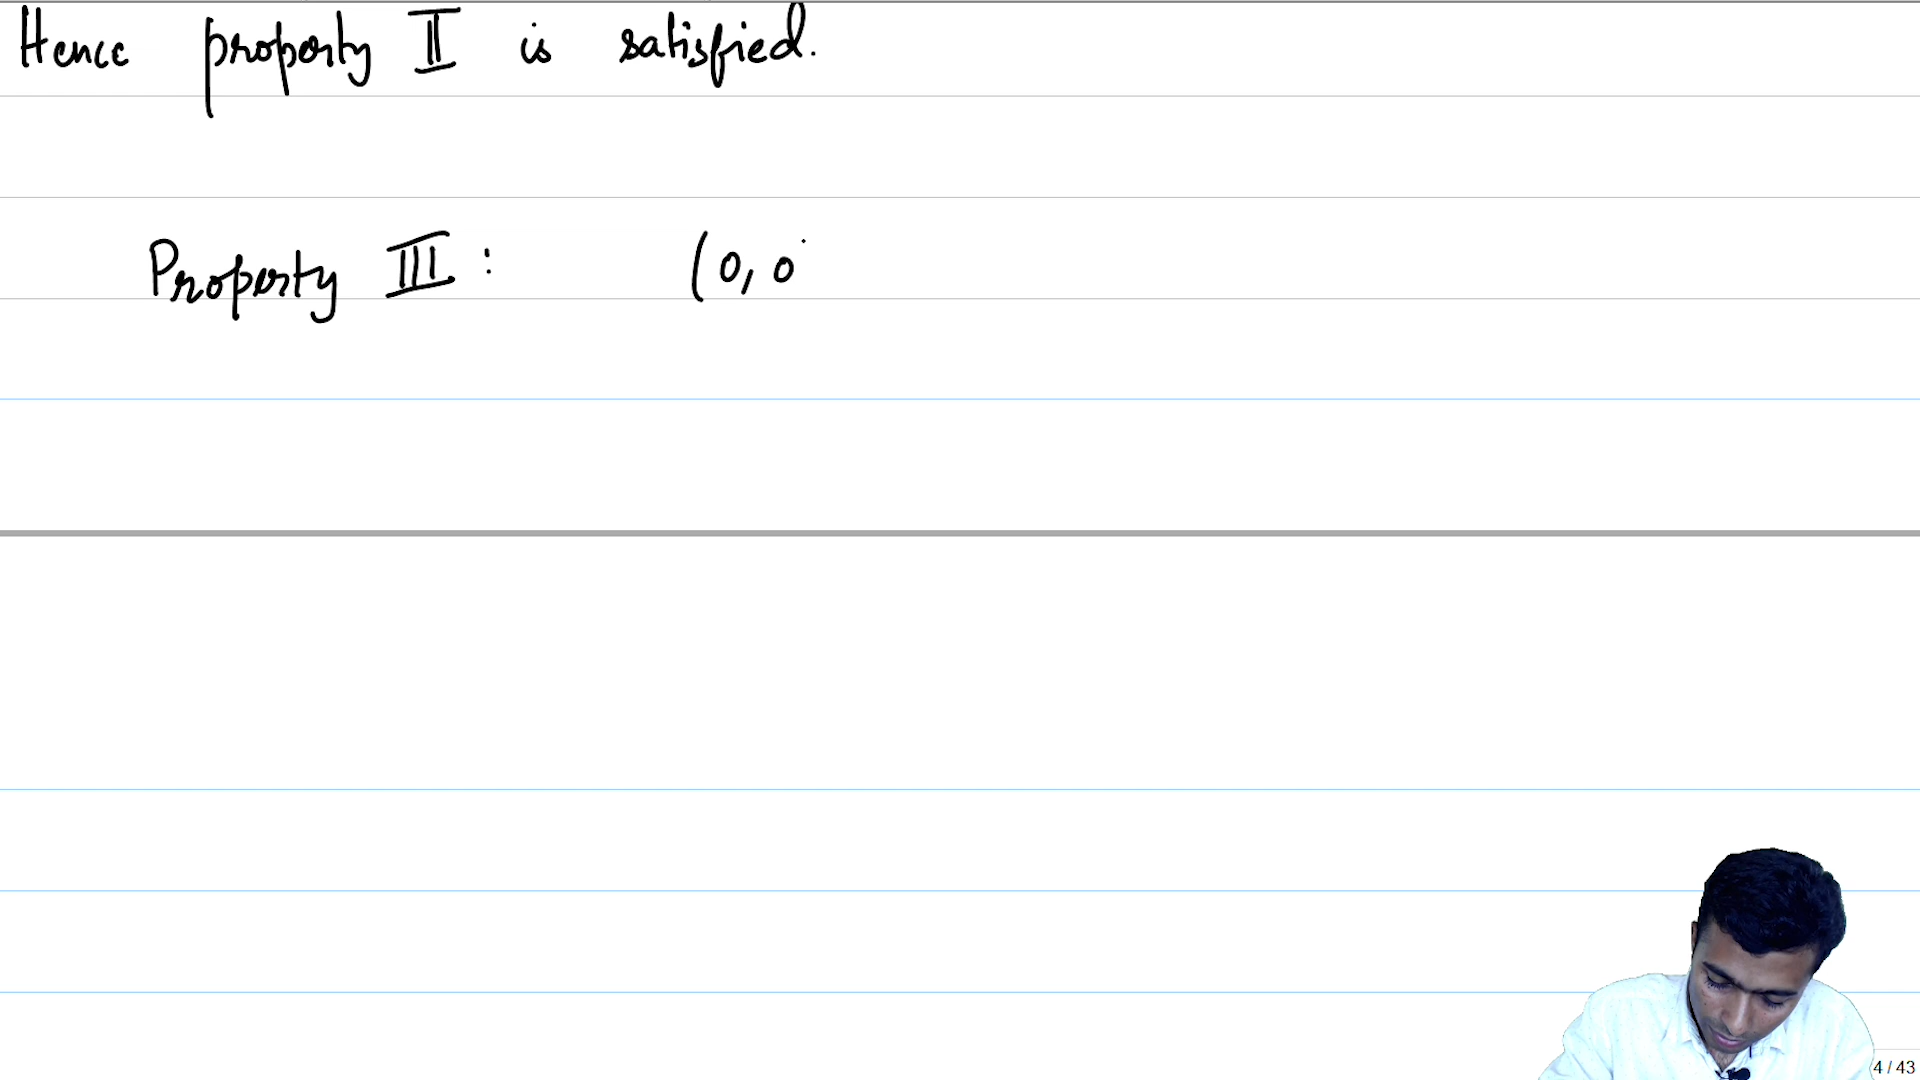 Hence property II is satisfied.
Property III : (0, 0
4 / 43